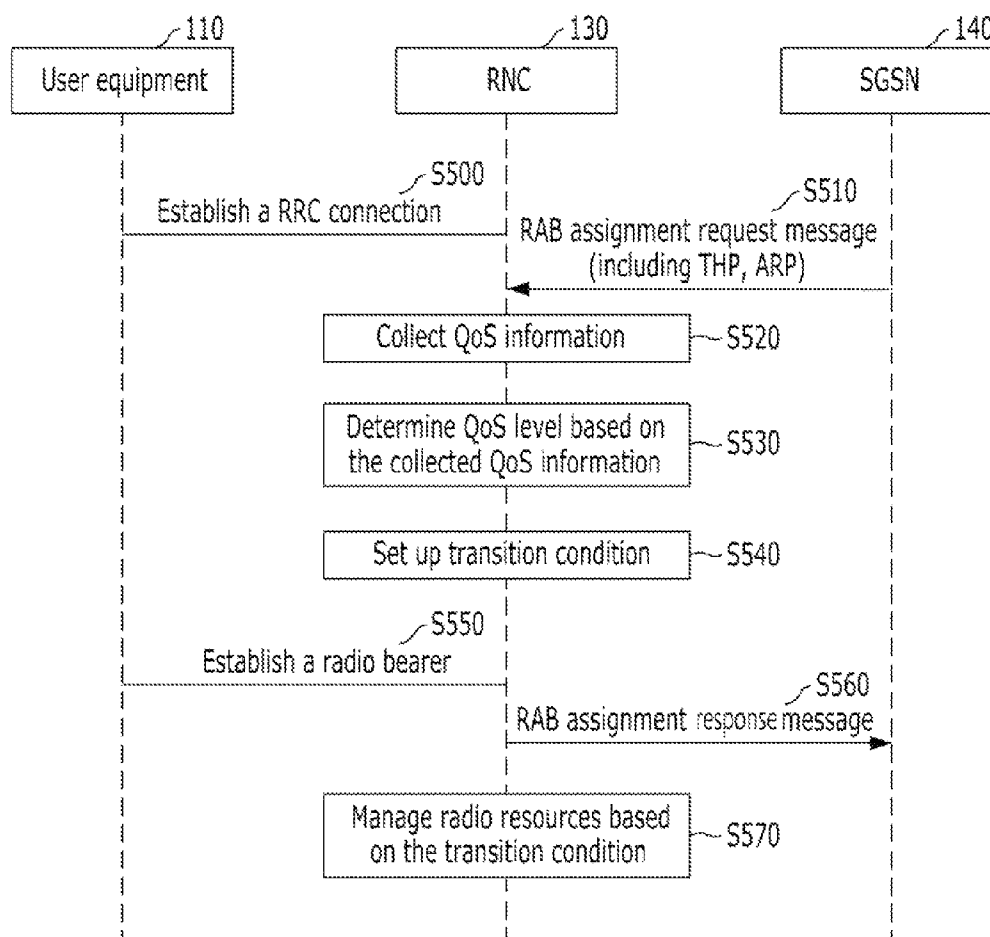 110
130
140
User equipment
RNC
SGSN
S500
Establish a RRC connection
S510
RAB assignment request message
(including THP, ARP)
Collect QoS information
S520
Determine QoS level based on
the collected QoS information
S530
Set up transition condition
S540
S550
Establish a radio bearer
S560
RAB assignment response message
Manage radio resources based
on the transition condition
S570